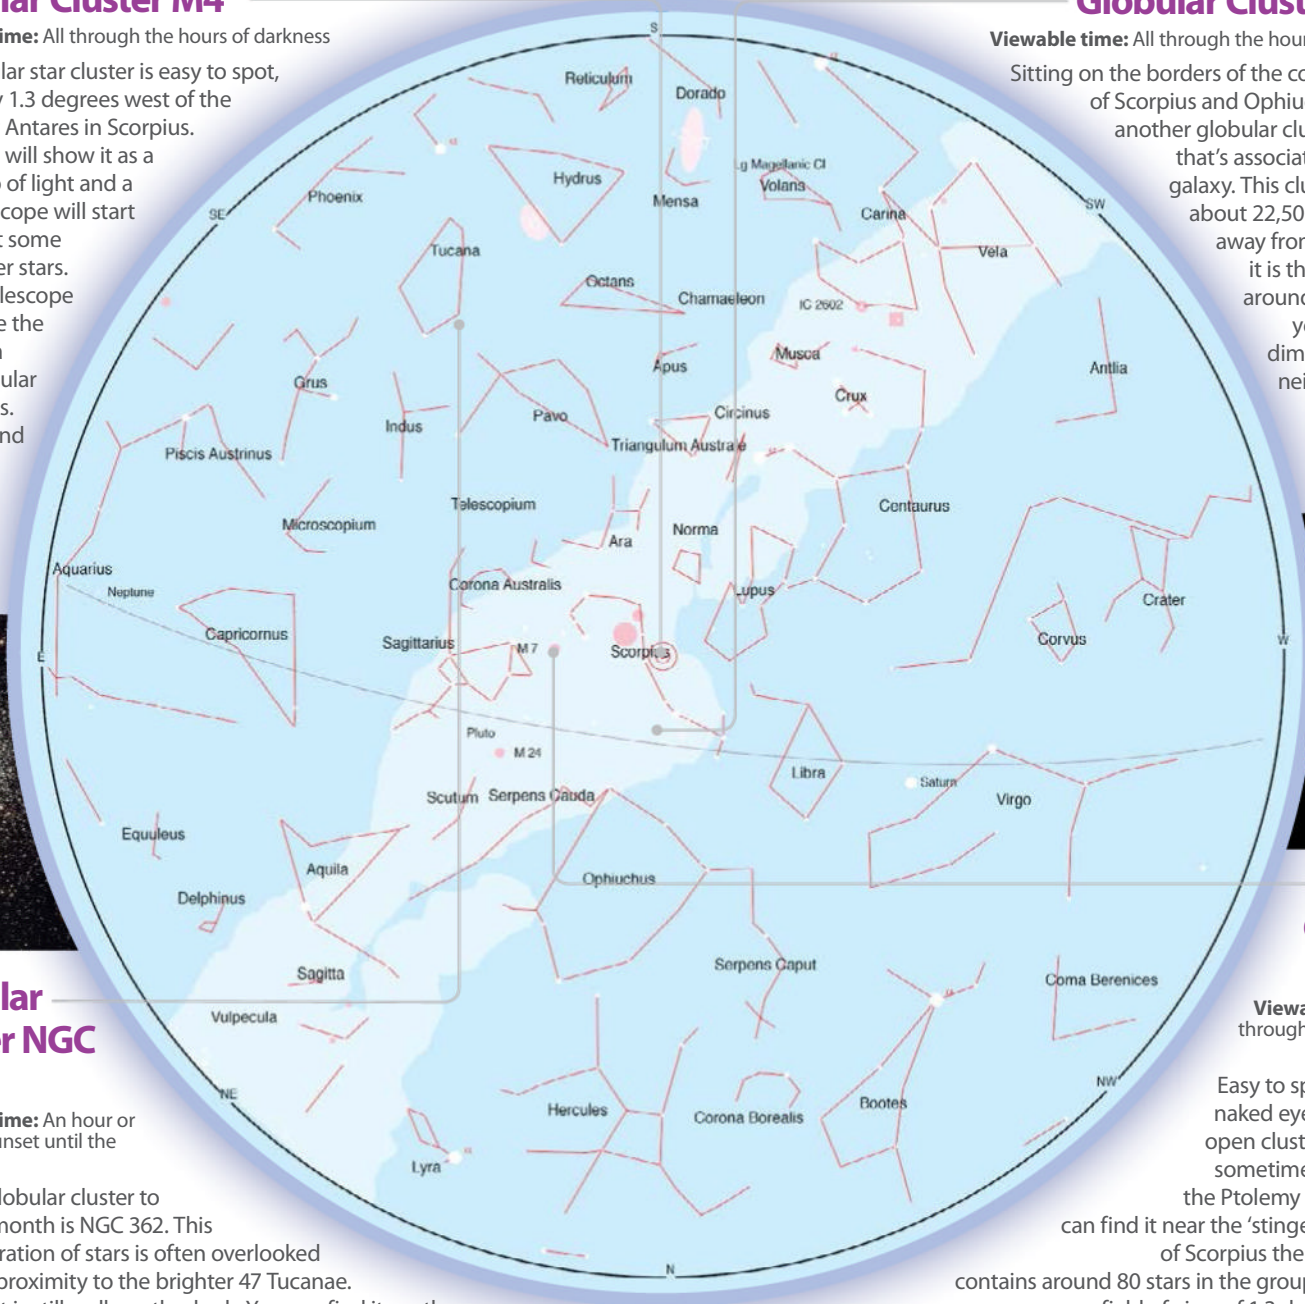 lar Cluster M4
ime: All through the hours of darkness
lar star cluster is easy to spot,
1.3 degrees west of the
Antares in Scorpius.
will show it as a
of light and a
cope will start
t some
er stars.
lescope
e the
ular
s.
nd
Globular Clust
Viewable time: All through the hour
Sitting on the borders of the co
of Scorpius and Ophiu
another globular clu
that's associat
galaxy. This clu
about 22,50
away fror
it is th
around
ye
dim
nei
S
Reticulum
Dorado
α
Lg Magellanic Cl
Volans
Hydrus
Mensa
Phoenix
SE
SW
Carina
Tucana
Vela
Octans
Chamaeleon
IC 2602
Musca
Apus
Antlia
Grus
Crux
Indus
Pavo
Circinus
Triangulum Australe
Piscis Austrinus
Telescopium
Centaurus
Microscopium
Norma
Ara
Aquarius
Corona Australis
Neptune
Lupus
Crater
Capricornus
Sagittarius
M 7
Scorpius
Corvus
E
W
Pluto
M 24
Libra
Saturn
Virgo
Scutum
Serpens Cauda
Equuleus
Aquila
Ophiuchus
Delphinus
Sagitta
Serpens Caput
Coma Berenices
Vulpecula
NE
NW
Hercules
Corona Borealis
Bootes
Lyra
N
lar
r NGC
ime: An hour or
unset until the
lobular cluster to
month is NGC 362. This
ration of stars is often overlooked
proximity to the brighter 47 Tucanae.
Viewa
through
Easy to sp
naked eye
open clust
sometime
the Ptolemy
can find it near the 'stinge
of Scorpius the
contains around 80 stars in the group